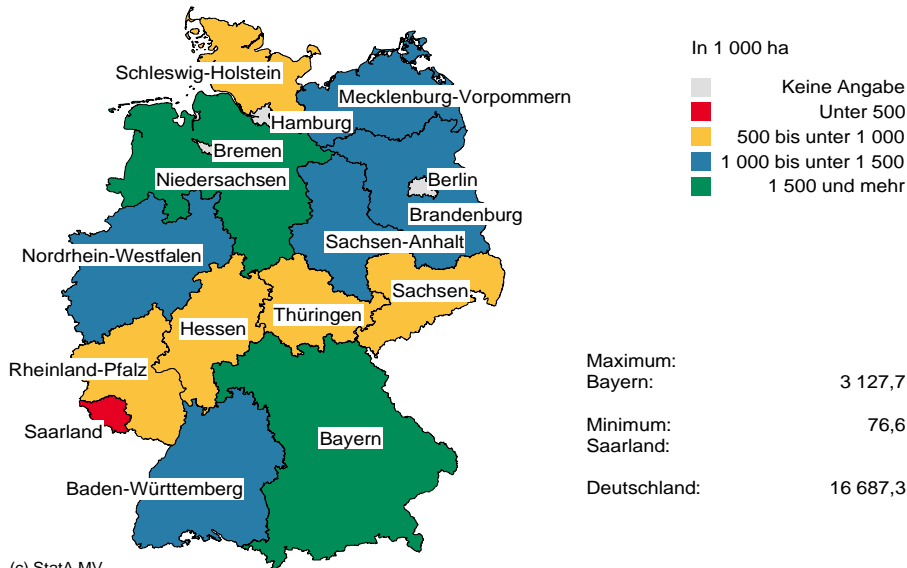 Schleswig-Holstein
Mecklenburg-Vorpommern
Hamburg
Bremen
Niedersachsen
Berlin
Brandenburg
Sachsen-Anhalt
Nordrhein-Westfalen
Sachsen
Thüringen
Hessen
Rheinland-Pfalz
Saarland
Bayern
Baden-Württemberg
(c) StatA MV
In 1 000 ha
Keine Angabe
Unter 500
500 bis unter 1 000
1 000 bis unter 1 500
1 500 und mehr
Maximum:
Bayern: 3 127,7
Minimum: 76,6
Saarland:
Deutschland: 16 687,3